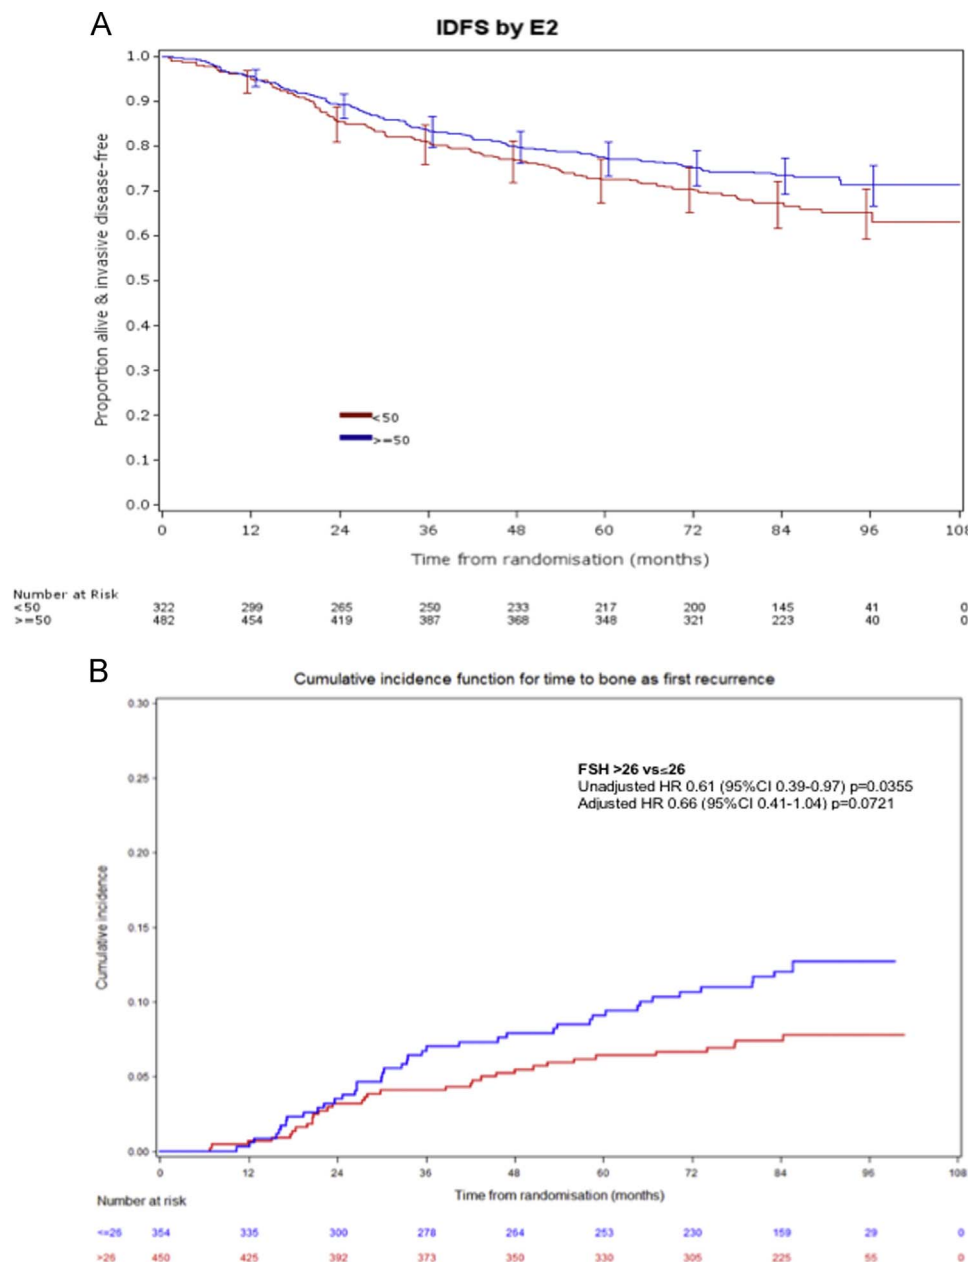 A
IDFS by E2
1.0
0.9
0.8
0.7
0.6
0.5
0.4
0.3
0.2
0.1
0.0
Proportion alive & invasive disease-free
<50
>=50
0 12 24 36 48 60 72 84 96 108
Time from randomisation (months)
Number at Risk
<50 322 299 265 250 233 217 200 145 41 0
>=50 482 454 419 387 368 348 321 223 40 0
B
Cumulative incidence function for time to bone as first recurrence
0.30
0.25
0.20
0.15
0.10
0.05
0.00
Cumulative incidence
FSH >26 vs≤26
Unadjusted HR 0.61 (95%CI 0.39-0.97) p=0.0355
Adjusted HR 0.66 (95%CI 0.41-1.04) p=0.0721
0 12 24 36 48 60 72 84 96 108
Time from randomisation (months)
Number at risk
<=26 354 335 300 278 264 253 230 159 29 0
>26 450 425 392 373 350 330 305 225 55 0